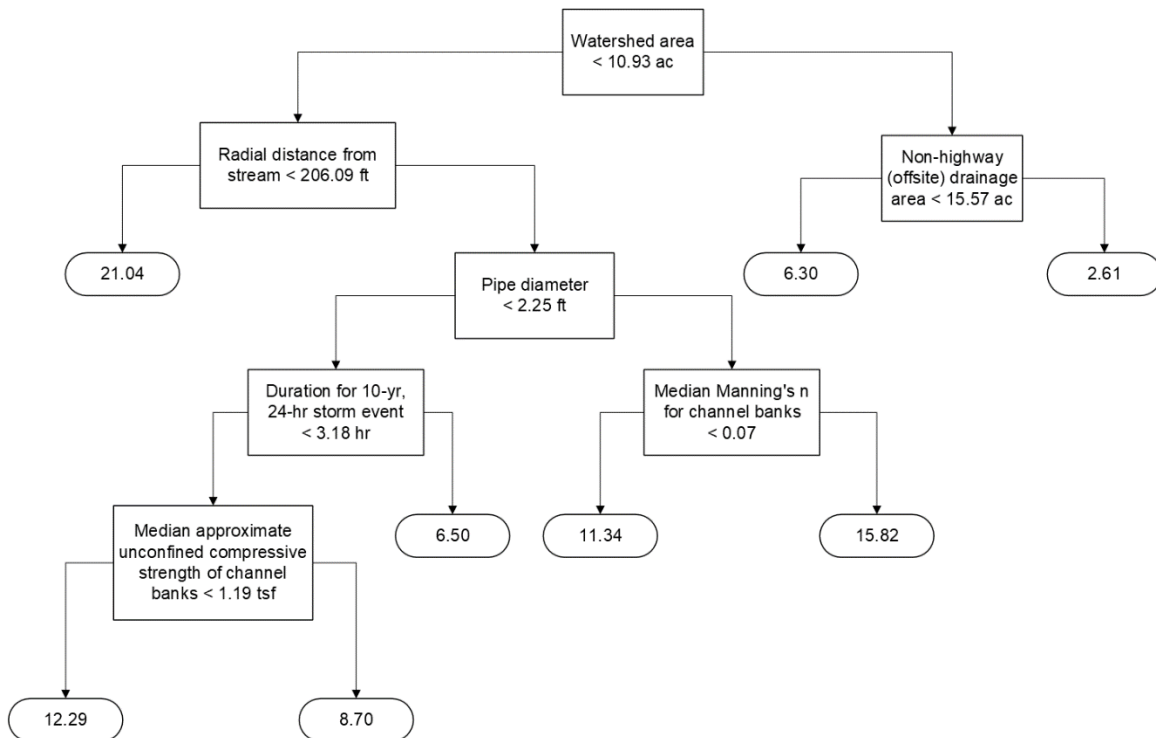 Watershed area
< 10.93 ac
Radial distance from
stream < 206.09 ft
Non-highway
(offsite) drainage
area < 15.57 ac
21.04
6.30
2.61
Pipe diameter
< 2.25 ft
Duration for 10-yr,
24-hr storm event
< 3.18 hr
Median Manning's n
for channel banks
< 0.07
Median approximate
unconfined compressive
strength of channel
banks < 1.19 tsf
6.50
11.34
15.82
12.29
8.70